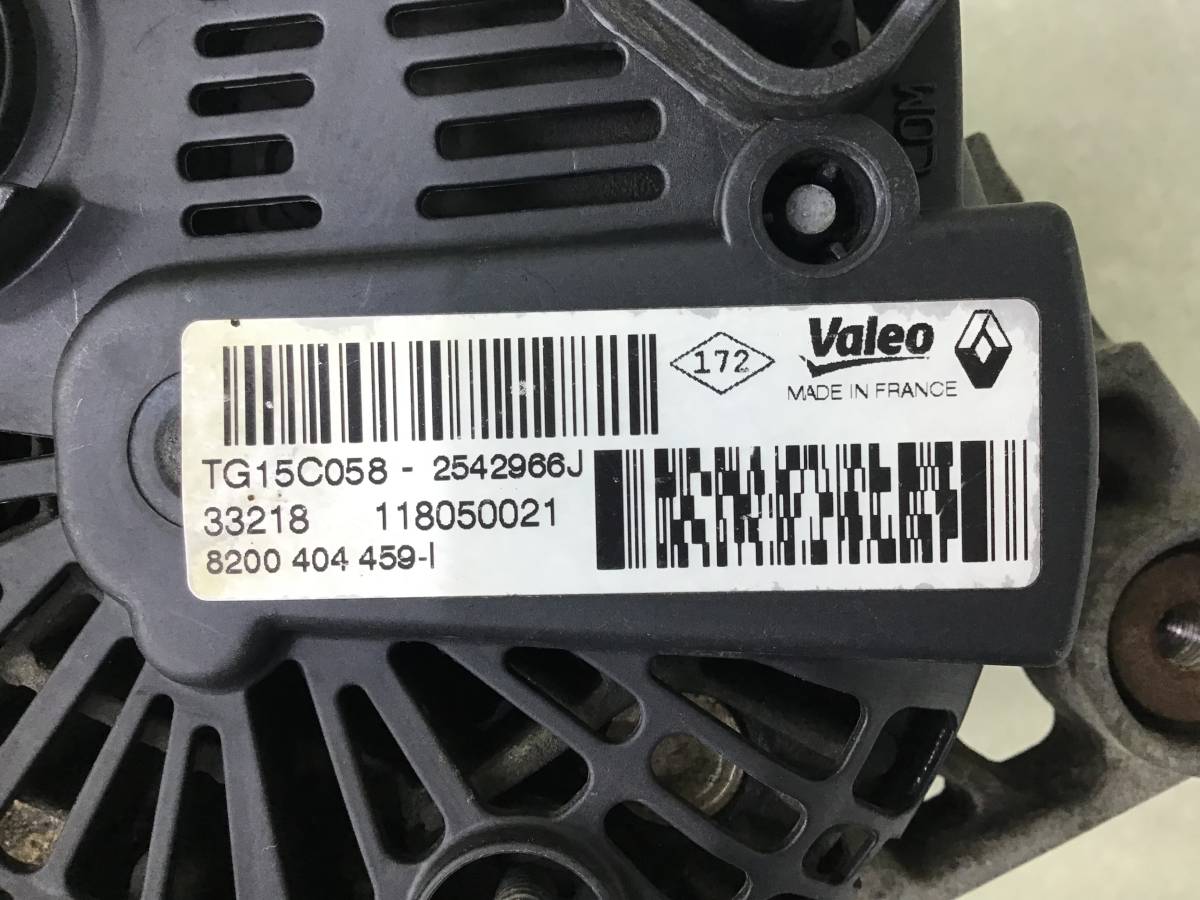 172
Valeo
MADE IN FRANCE
TG15C058 - 2542966J
33218 118050021
8200 404 459-I